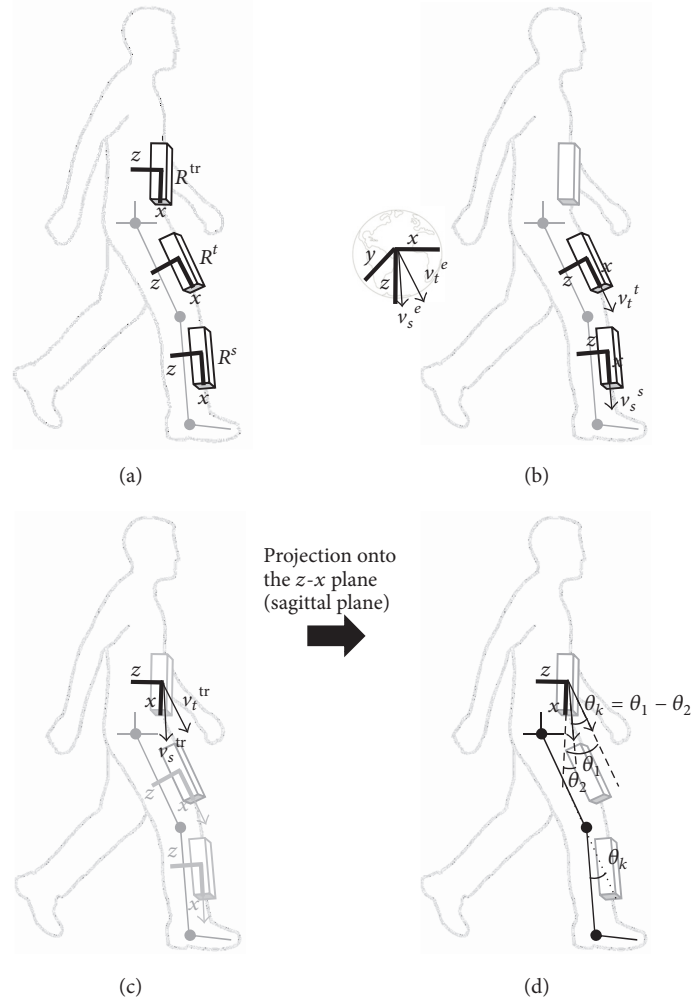 z
R^tr
x
R^t
z
x
R^s
z
x
(a)
x
y
z
v_t^e
v_s^e
x
z
v_t^t
z
x
v_s^s
(b)
Projection onto
the z-x plane
(sagittal plane)
z
x
v_t^tr
v_s^tr
z
x
z
x
(c)
z
x
θ_k = θ_1 − θ_2
θ_1
θ_2
θ_k
(d)